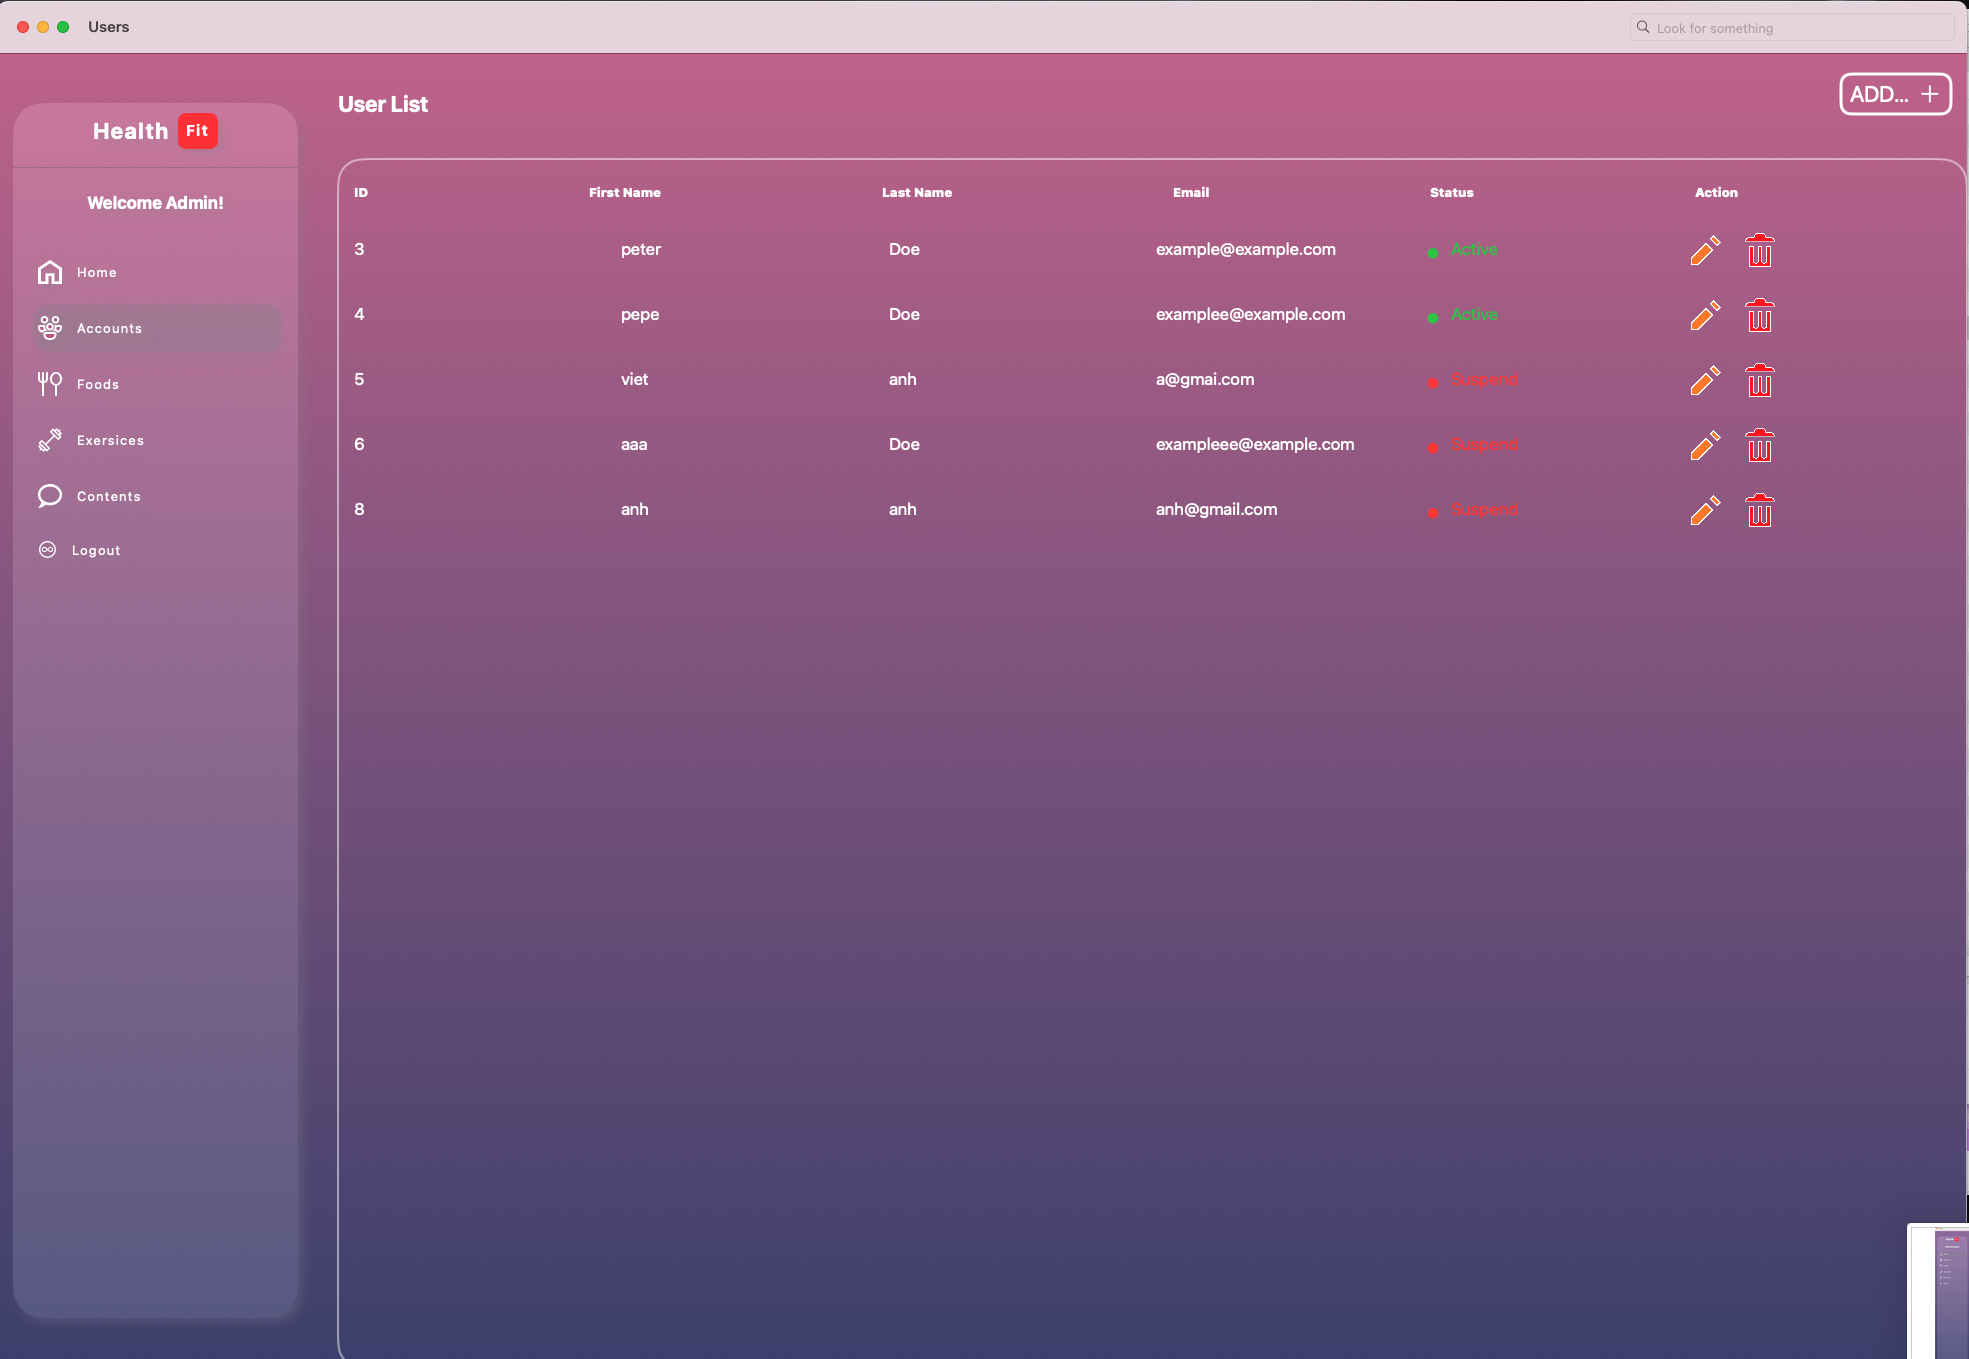 Users
Look for something
User List
ADD...
Health Fit
Welcome Admin!
Home
Accounts
Foods
Exersices
Contents
Logout
ID First Name Last Name Email Status Action
3 peter Doe example@example.com Active
4 pepe Doe examplee@example.com Active
5 viet anh a@gmai.com Suspend
6 aaa Doe exampleee@example.com Suspend
8 anh anh anh@gmail.com Suspend